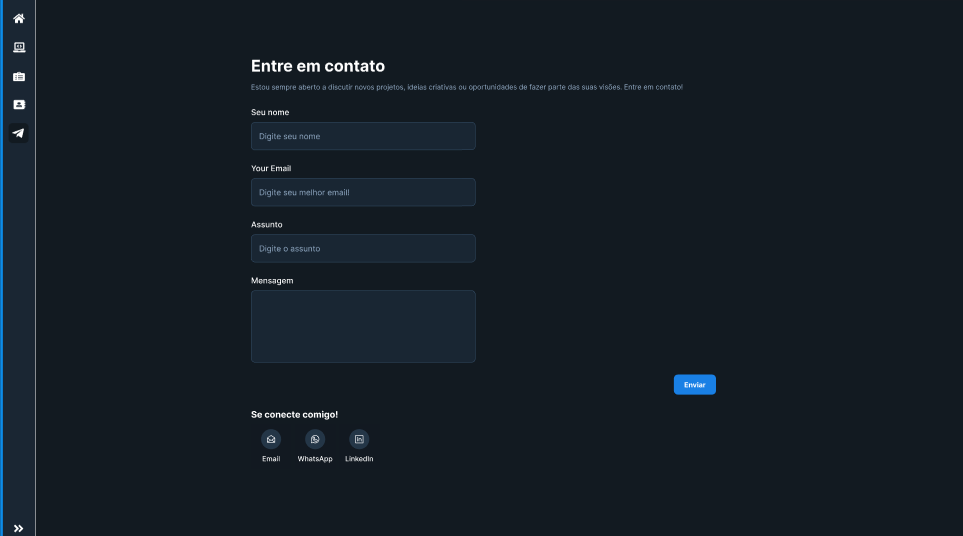 Entre em contato
Estou sempre aberto a discutir novos projetos, ideias criativas ou oportunidades de fazer parte das suas visões. Entre em contato!
Seu nome
Digite seu nome
Your Email
Digite seu melhor emaill
Assunto
Digite o assunto
Mensagem
Enviar
Se conecte comigo!
Email
WhatsApp
LinkedIn